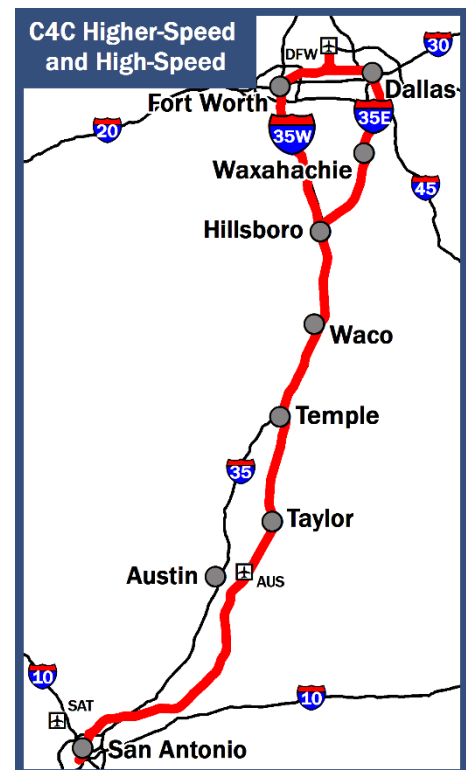 C4C Higher-Speed
and High-Speed
DFW
30
Fort Worth
Dallas
20
35W
35E
Waxahachie
45
Hillsboro
Waco
Temple
35
Taylor
Austin
AUS
10
SAT
10
San Antonio